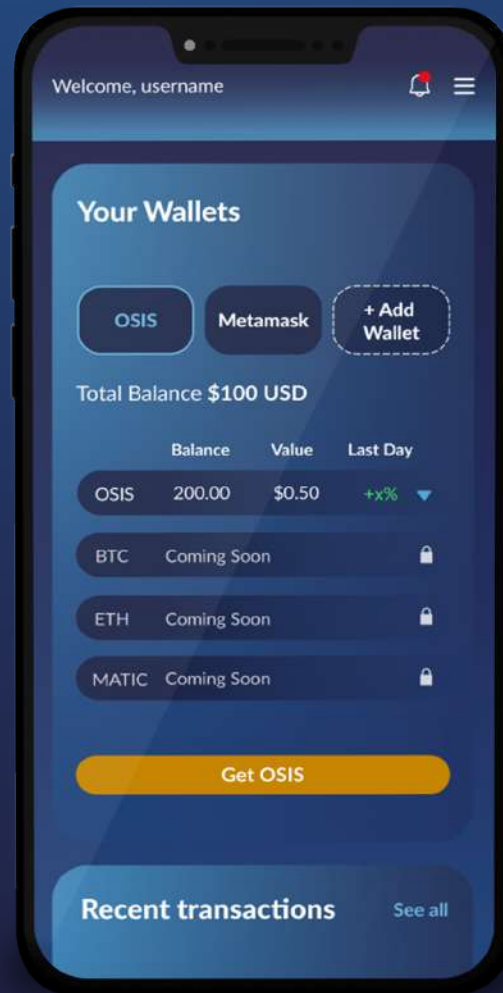 Welcome, username
Your Wallets
OSIS
Metamask
+ Add
Wallet
Total Balance $100 USD
Balance Value Last Day
OSIS 200.00 $0.50 +x%
BTC Coming Soon
ETH Coming Soon
MATIC Coming Soon
Get OSIS
Recent transactions See all